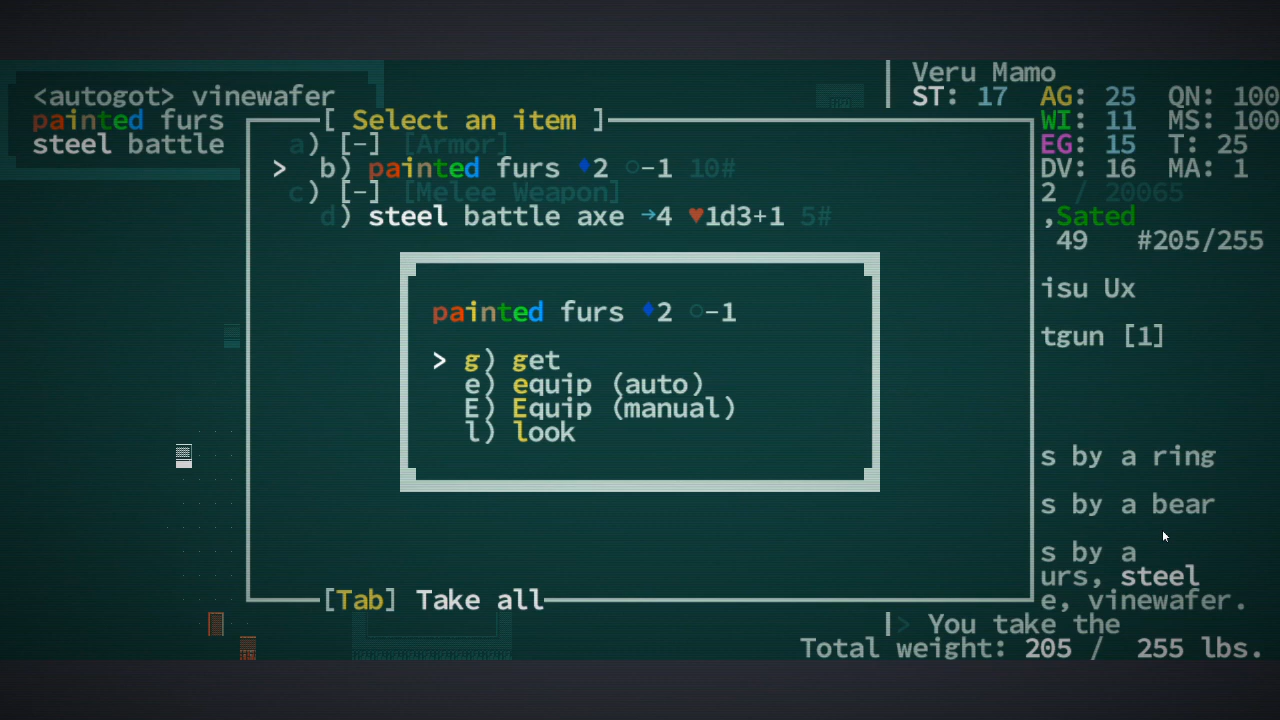 Veru Mamo
<autogot> vinewafer
ST: 17 AG: 25 QN: 100
painted furs
[ Select an item ]
WI: 11 MS: 100
steel battle
a) [-] [Armor]
EG: 15 T: 25
> b) painted furs ♦2 ○-1 10#
DV: 16 MA: 1
c) [-] [Melee Weapon]
2 / 20065
d) steel battle axe →4 ♥1d3+1 5#
,Sated
49 #205/255
isu Ux
painted furs ♦2 ○-1
tgun [1]
> g) get
e) equip (auto)
E) Equip (manual)
l) look
s by a ring
s by a bear
s by a
urs, steel
[Tab] Take all
e, vinewafer.
> You take the
Total weight: 205 / 255 lbs.